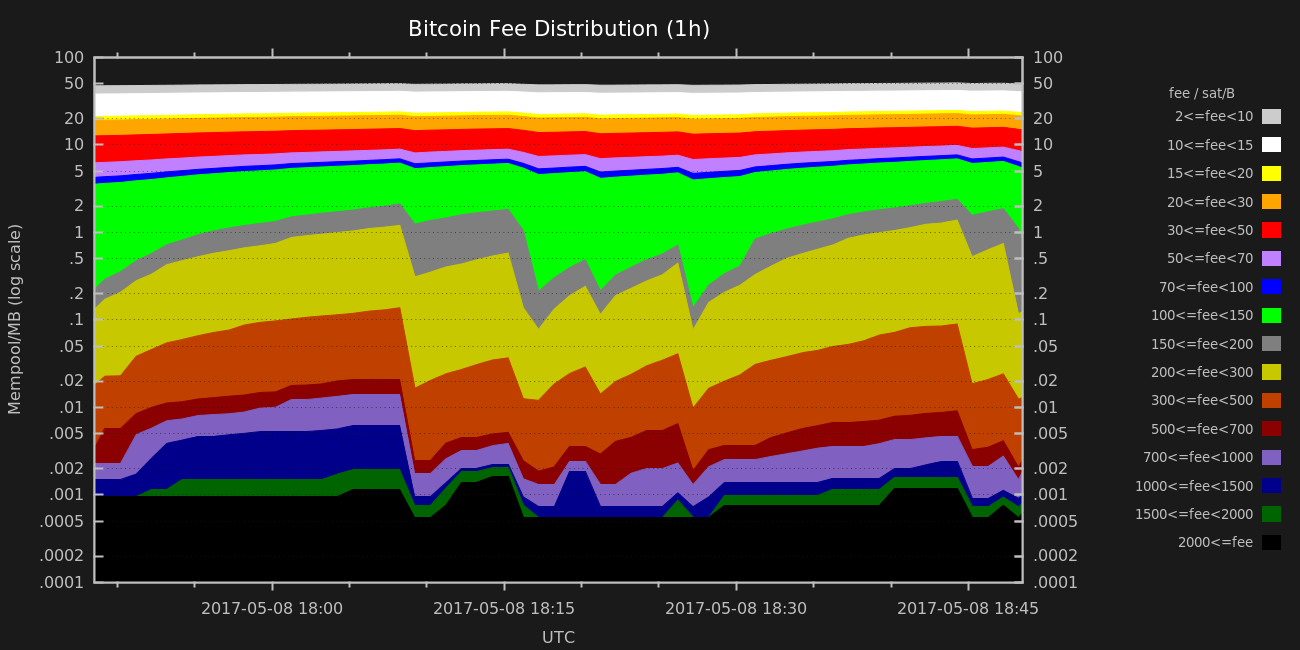 Bitcoin Fee Distribution (1h)
Mempool/MB (log scale)
100
50
20
10
5
2
1
.5
.2
.1
.05
.02
.01
.005
.002
.001
.0005
.0002
.0001
100
50
20
10
5
2
1
.5
.2
.1
.05
.02
.01
.005
.002
.001
.0005
.0002
.0001
2017-05-08 18:00
2017-05-08 18:15
2017-05-08 18:30
2017-05-08 18:45
UTC
fee / sat/B
2<=fee<10
10<=fee<15
15<=fee<20
20<=fee<30
30<=fee<50
50<=fee<70
70<=fee<100
100<=fee<150
150<=fee<200
200<=fee<300
300<=fee<500
500<=fee<700
700<=fee<1000
1000<=fee<1500
1500<=fee<2000
2000<=fee